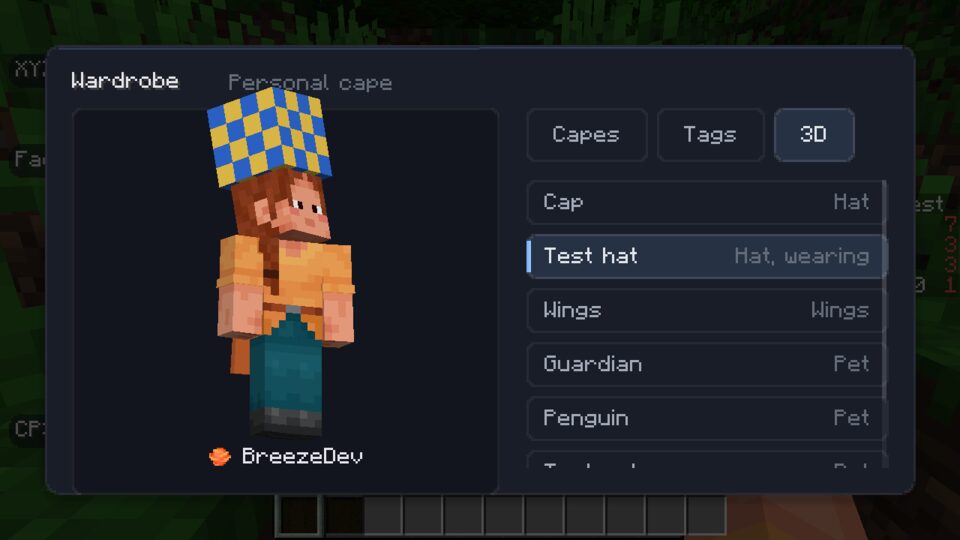 Wardrobe Personal cape
Capes Tags 3D
Cap Hat
Test hat Hat, wearing
Wings Wings
Guardian Pet
Penguin Pet
BreezeDev
XYZ